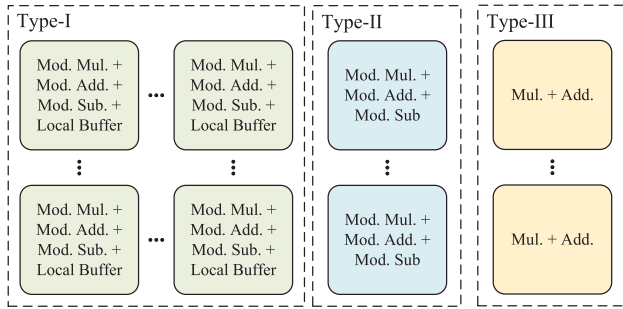 Type-I
Mod. Mul. +
Mod. Add. +
Mod. Sub. +
Local Buffer
...
Mod. Mul. +
Mod. Add. +
Mod. Sub. +
Local Buffer
Mod. Mul. +
Mod. Add. +
Mod. Sub. +
Local Buffer
...
Mod. Mul. +
Mod. Add. +
Mod. Sub. +
Local Buffer
Type-II
Mod. Mul. +
Mod. Add. +
Mod. Sub
Mod. Mul. +
Mod. Add. +
Mod. Sub
Type-III
Mul. + Add.
Mul. + Add.